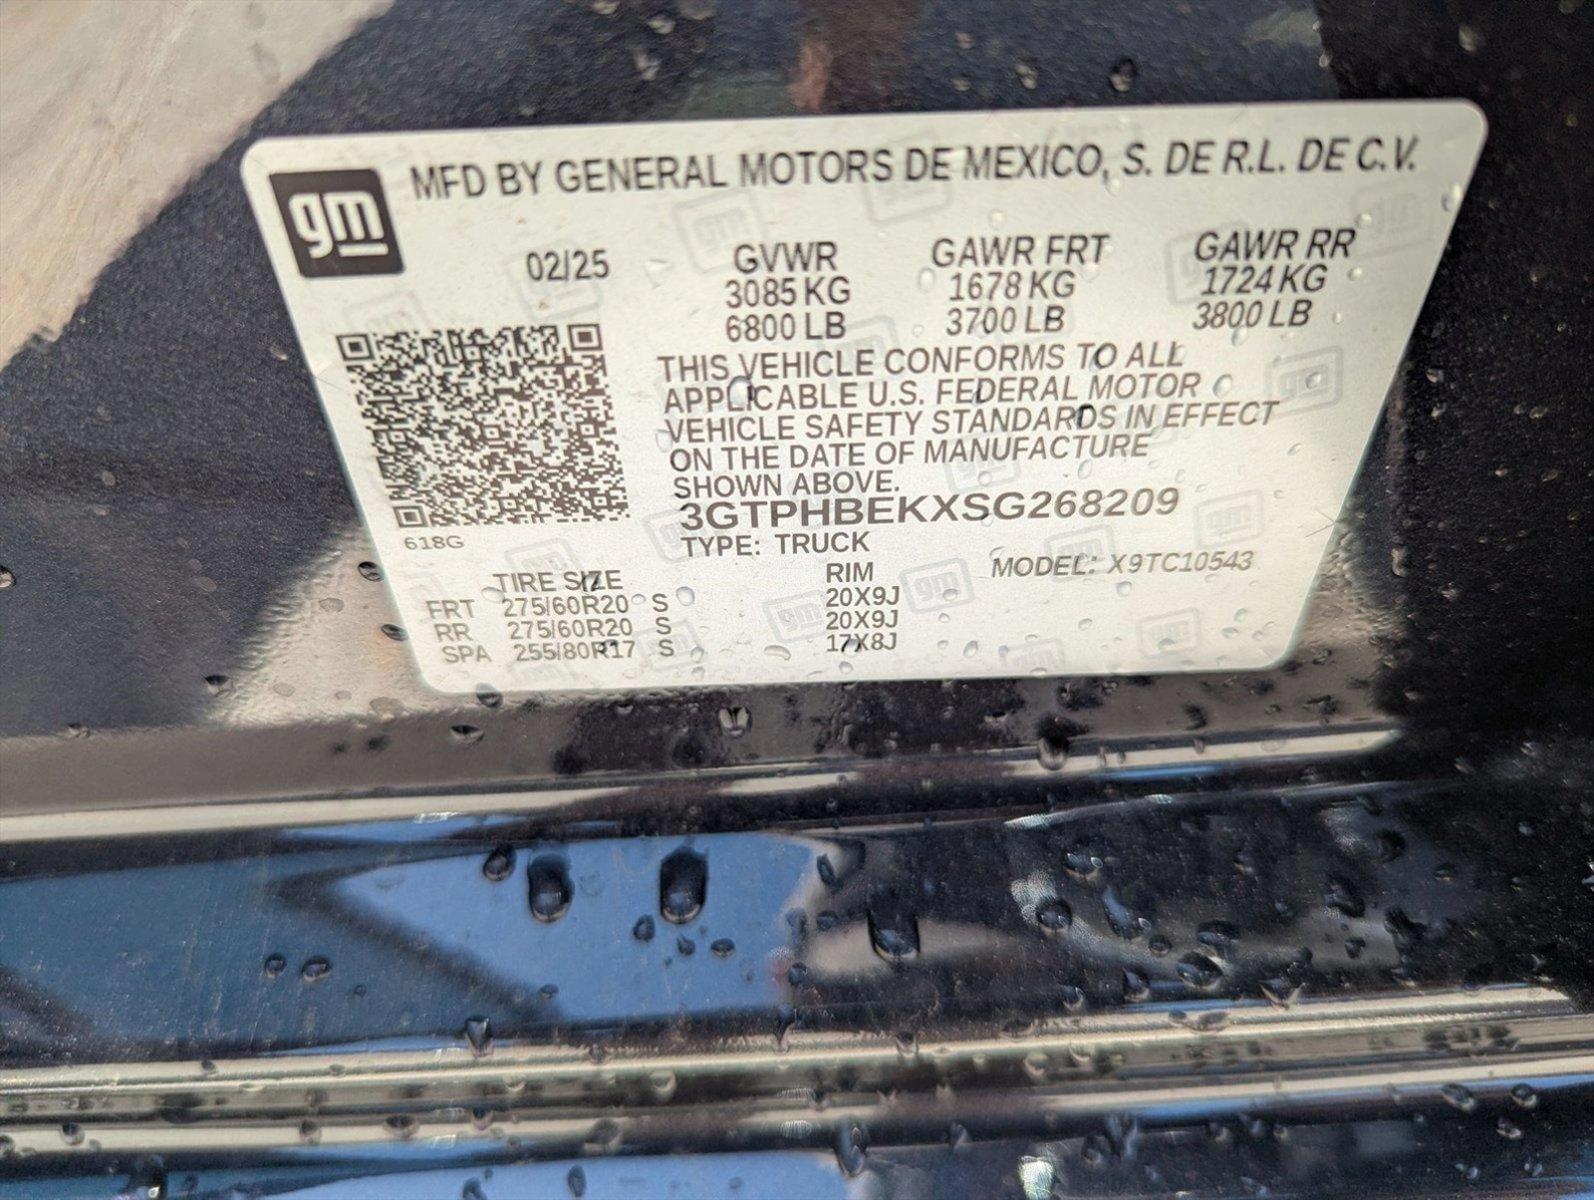 gm
MFD BY GENERAL MOTORS DE MEXICO, S. DE R.L. DE C.V.
02/25 GVWR GAWR FRT GAWR RR
3085 KG 1678 KG 1724 KG
6800 LB 3700 LB 3800 LB
THIS VEHICLE CONFORMS TO ALL
APPLICABLE U.S. FEDERAL MOTOR
VEHICLE SAFETY STANDARDS IN EFFECT
ON THE DATE OF MANUFACTURE
SHOWN ABOVE.
3GTPHBEKXSG268209
618G
TYPE: TRUCK
MODEL: X9TC10543
TIRE SIZE RIM
FRT 275/60R20 S 20X9J
RR 275/60R20 S 20X9J
SPA 255/80R17 S 17X8J